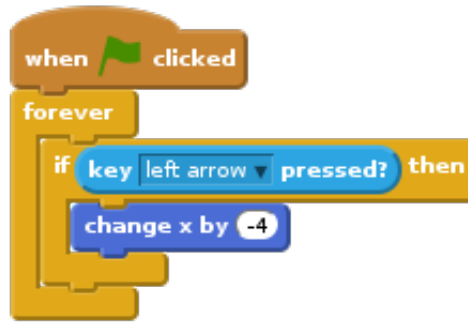 when clicked
forever
if key left arrow pressed? then
change x by -4